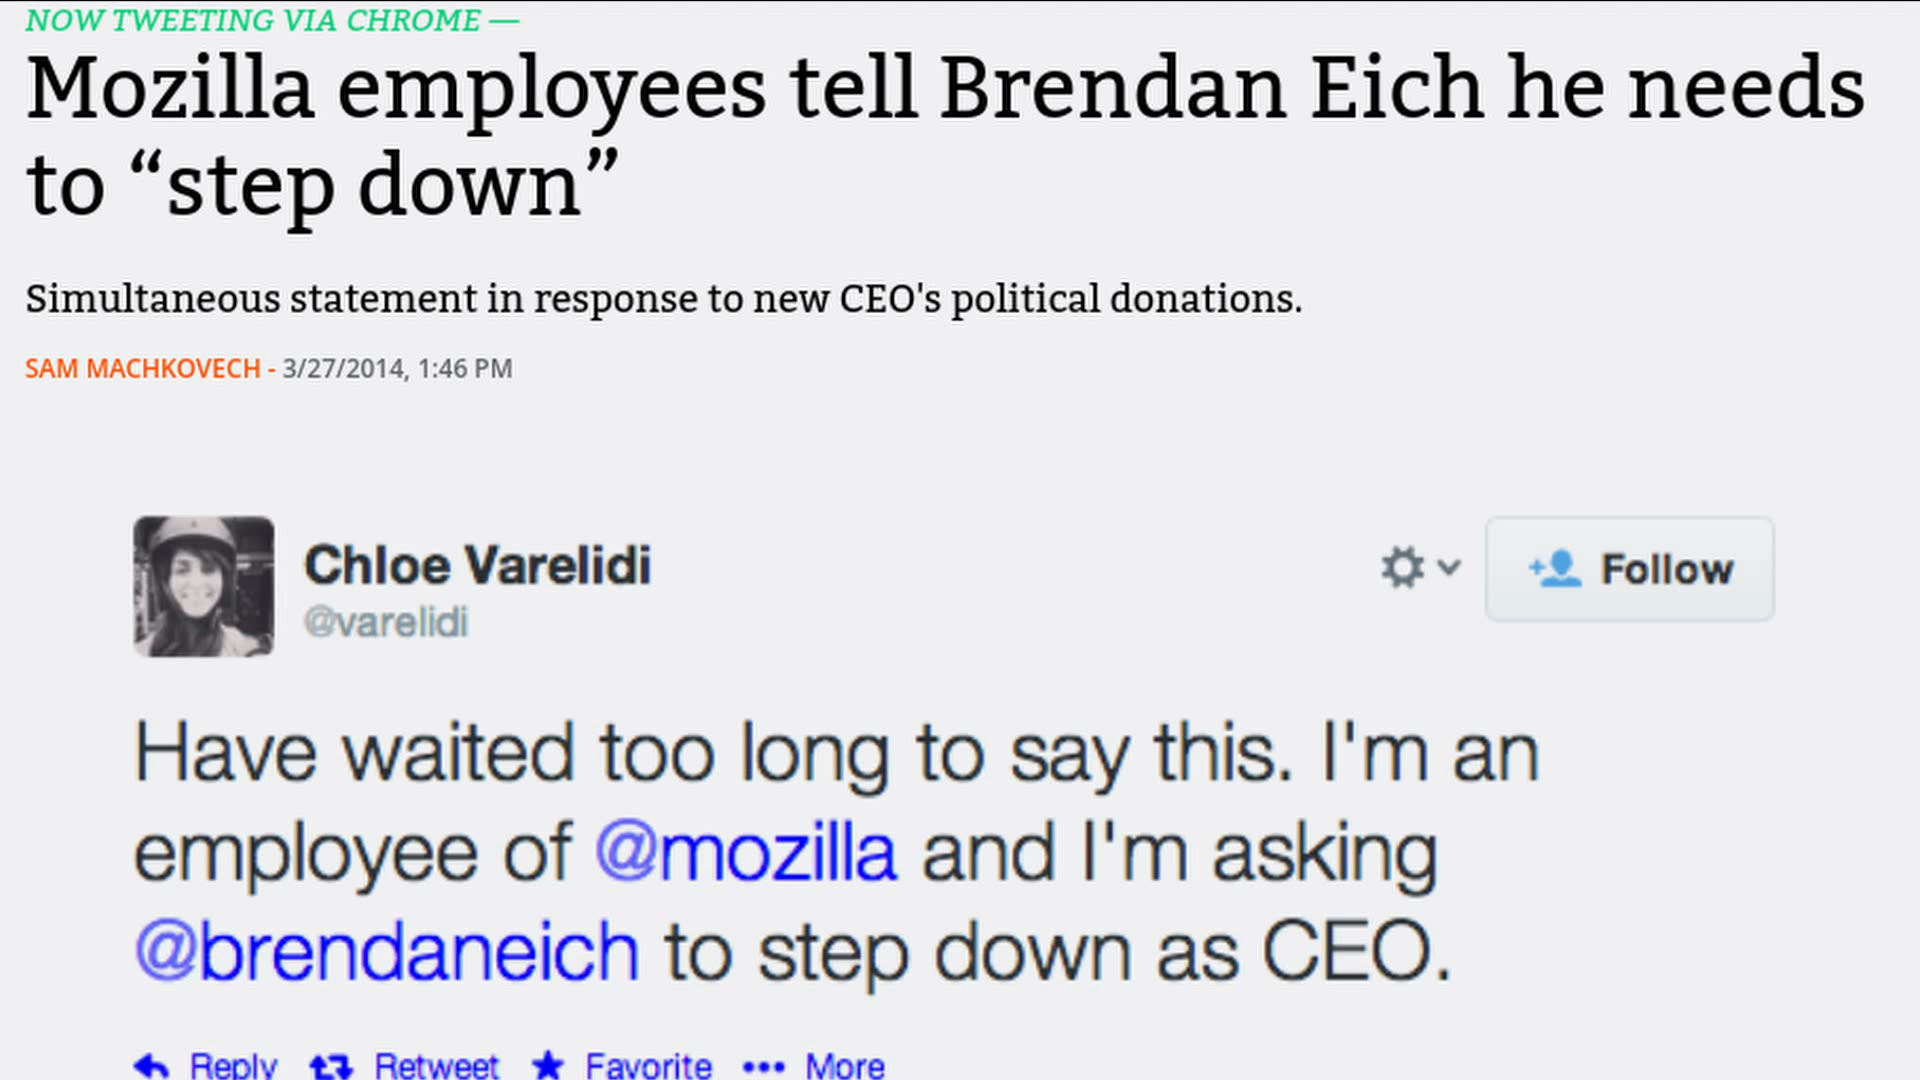 NOW TWEETING VIA CHROME —
Mozilla employees tell Brendan Eich he needs
to “step down”
Simultaneous statement in response to new CEO's political donations.
SAM MACHKOVECH - 3/27/2014, 1:46 PM
Chloe Varelidi
@varelidi
Follow
Have waited too long to say this. I'm an
employee of @mozilla and I'm asking
@brendaneich to step down as CEO.
Reply Retweet Favorite More